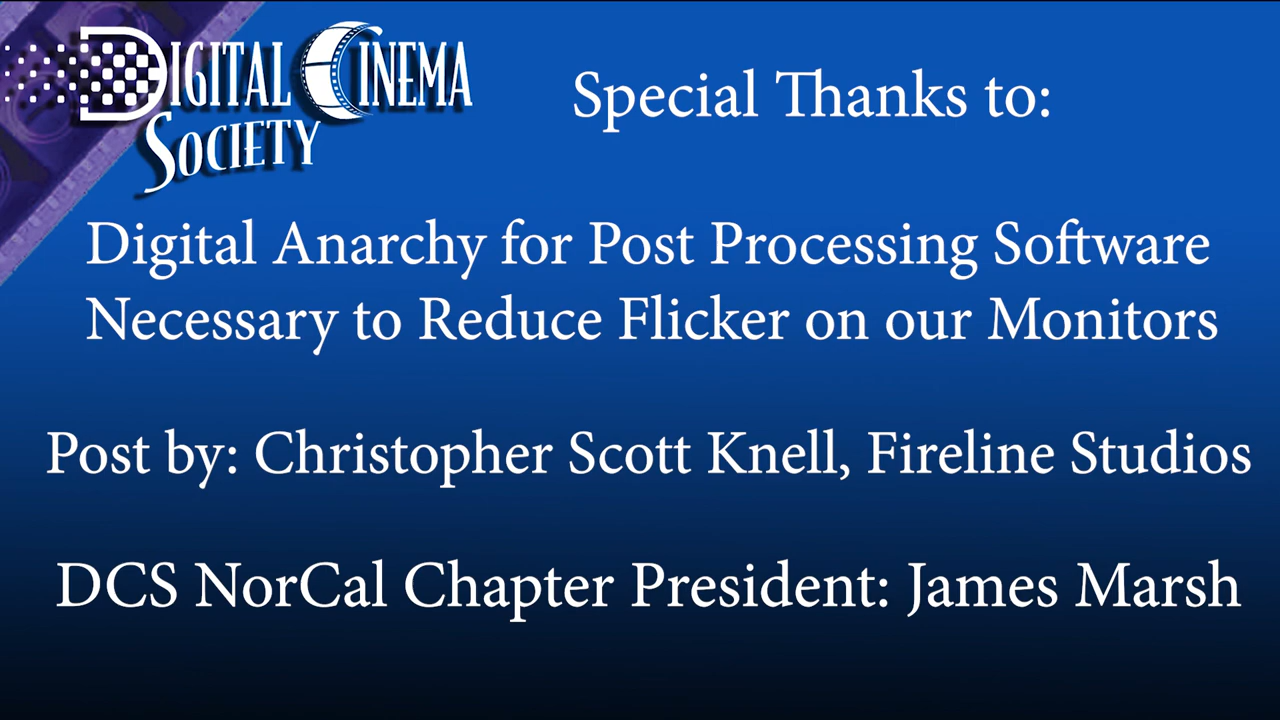 DIGITAL CINEMA
SOCIETY
Special Thanks to:
Digital Anarchy for Post Processing Software
Necessary to Reduce Flicker on our Monitors
Post by: Christopher Scott Knell, Fireline Studios
DCS NorCal Chapter President: James Marsh